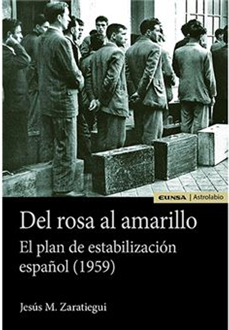 EUNSA | Astrolabio
Del rosa al amarillo
El plan de estabilización
español (1959)
Jesús M. Zaratiegui